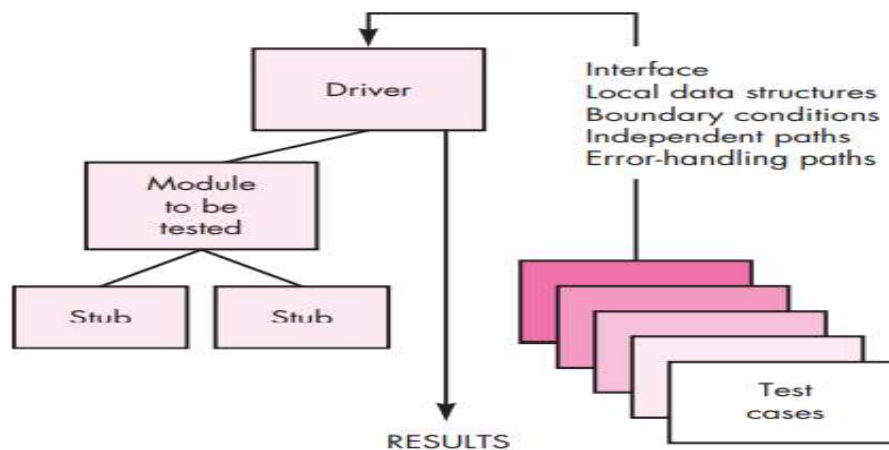 Driver
Interface
Local data structures
Boundary conditions
Independent paths
Error-handling paths
Module
to be
tested
Stub
Stub
Test
cases
RESULTS